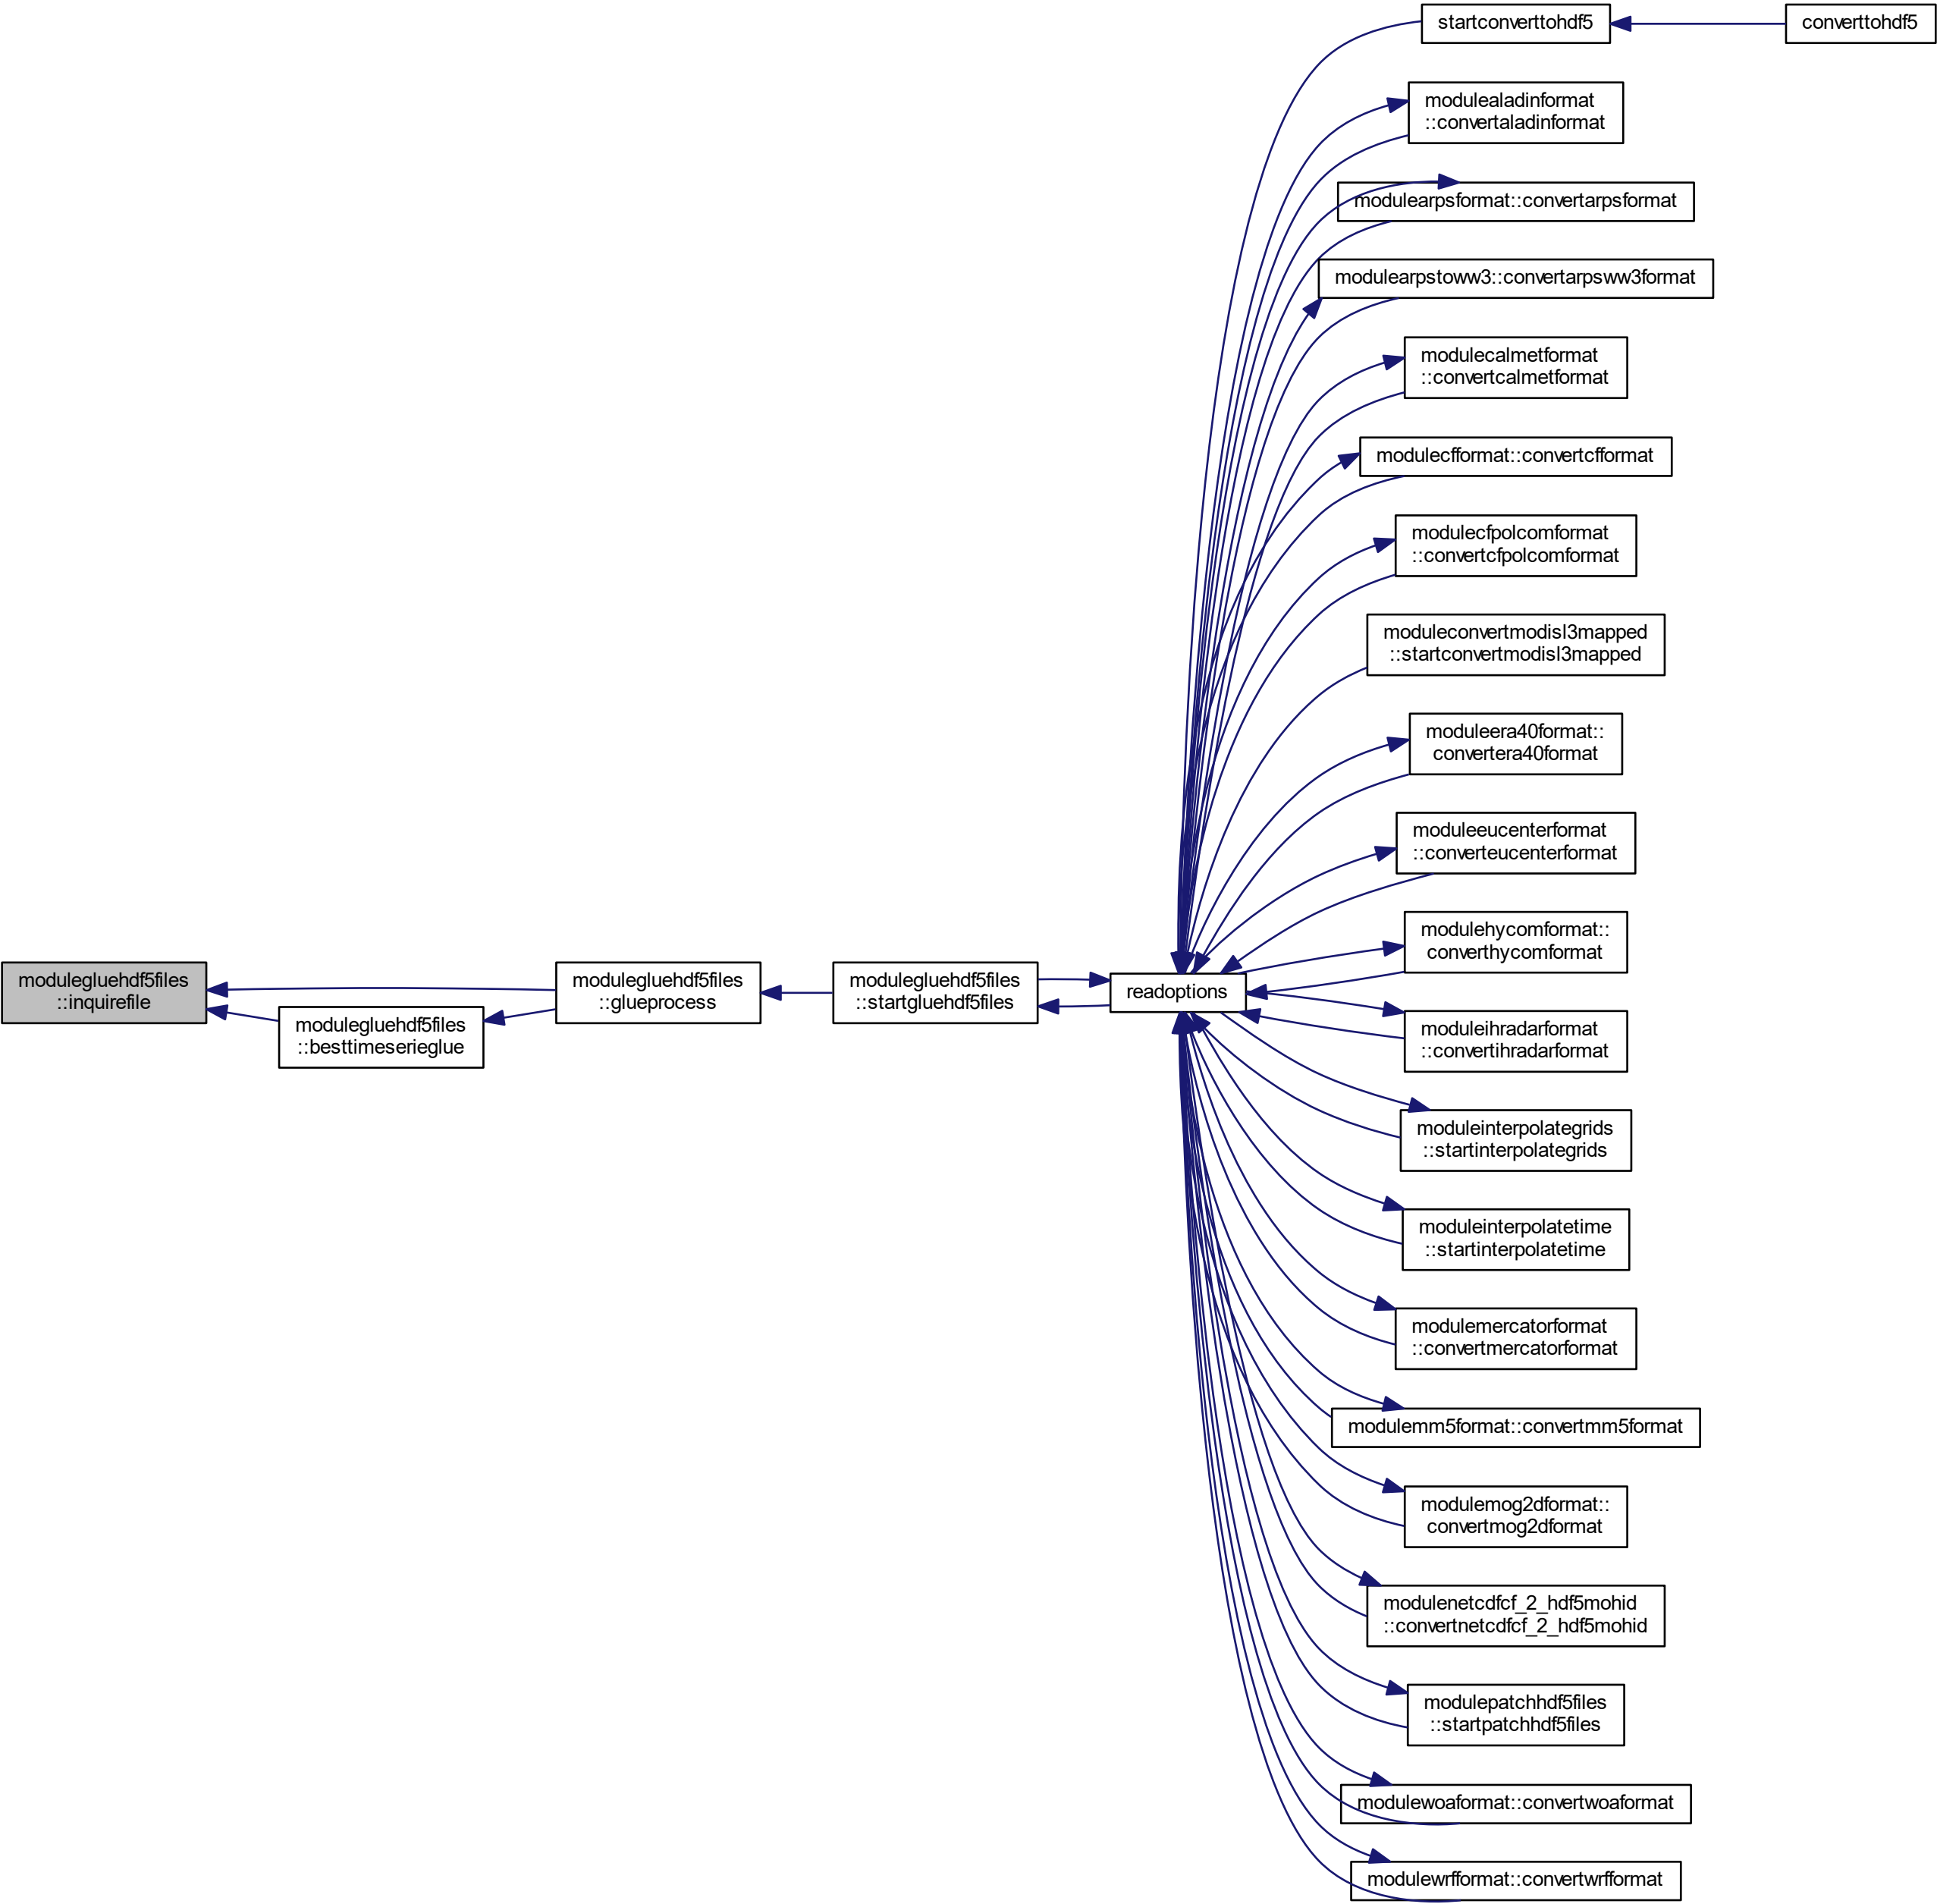 startconverttohdf5
converttohdf5
modulealadinformat
::convertaladinformat
modulearpsformat::convertarpsformat
modulearpstoww3::convertarpsww3format
modulecalmetformat
::convertcalmetformat
modulecfformat::convertcfformat
modulecfpolcomformat
::convertcfpolcomformat
moduleconvertmodisl3mapped
::startconvertmodisl3mapped
moduleera40format::
convertera40format
moduleeucenterformat
::converteucenterformat
modulehycomformat::
converthycomformat
modulegluehdf5files
::inquirefile
modulegluehdf5files
::besttimeserieglue
modulegluehdf5files
::glueprocess
modulegluehdf5files
::startgluehdf5files
readoptions
moduleihradarformat
::convertihradarformat
moduleinterpolategrids
::startinterpolategrids
moduleinterpolatetime
::startinterpolatetime
modulemercatorformat
::convertmercatorformat
modulemm5format::convertmm5format
modulemog2dformat::
convertmog2dformat
modulenetcdfcf_2_hdf5mohid
::convertnetcdfcf_2_hdf5mohid
modulepatchhdf5files
::startpatchhdf5files
modulewoaformat::convertwoaformat
modulewrfformat::convertwrfformat